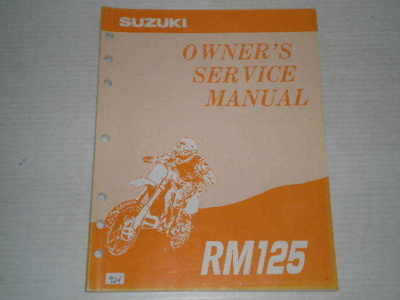 SUZUKI
OWNER'S
SERVICE
MANUAL
RM125